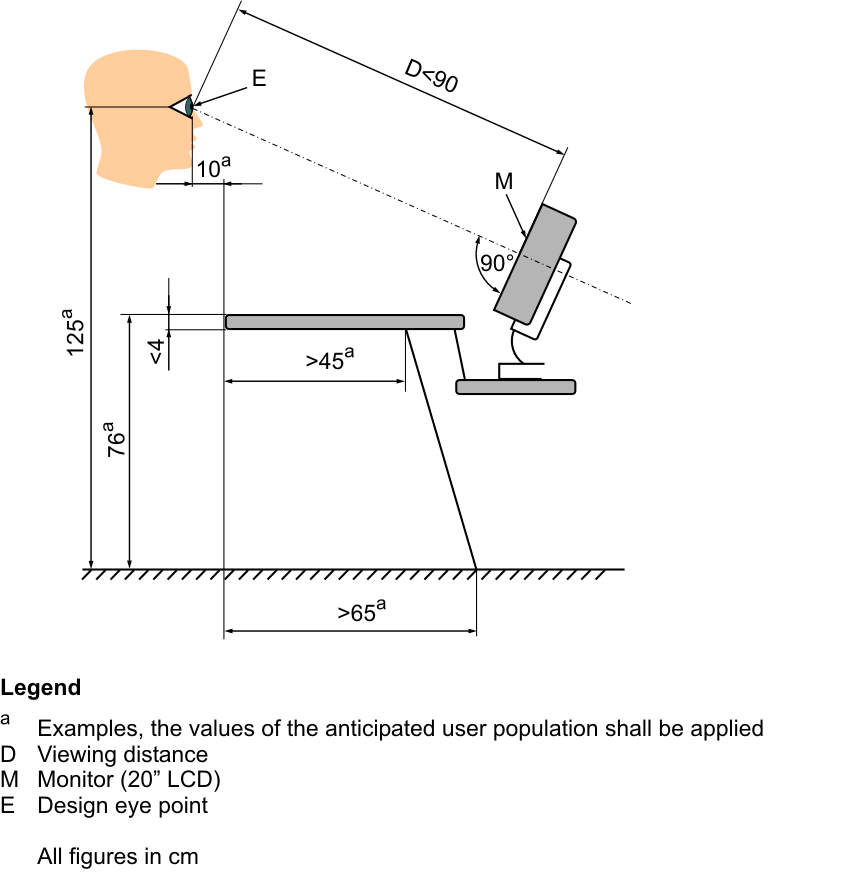 D<90
E
10ᵃ
M
90°
125ᵃ
<4
>45ᵃ
76ᵃ
>65ᵃ
Legend
a Examples, the values of the anticipated user population shall be applied
D Viewing distance
M Monitor (20” LCD)
E Design eye point
All figures in cm